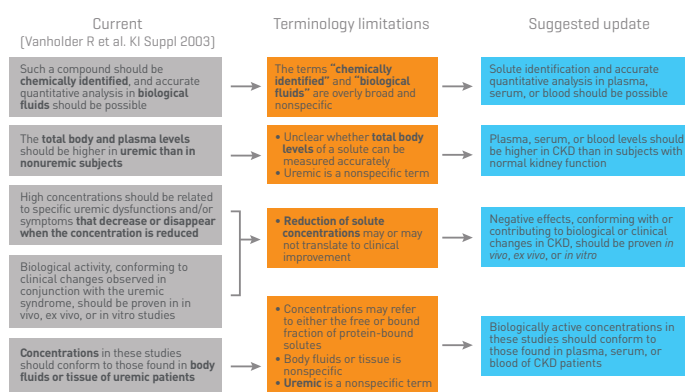 Current
(Vanholder R et al. KI Suppl 2003)
Terminology limitations
Suggested update
Such a compound should be
chemically identified, and accurate
quantitative analysis in biological
fluids should be possible
The terms “chemically
identified” and “biological
fluids” are overly broad and
nonspecific
Solute identification and accurate
quantitative analysis in plasma,
serum, or blood should be possible
The total body and plasma levels
should be higher in uremic than in
nonuremic subjects
• Unclear whether total body
levels of a solute can be
measured accurately
• Uremic is a nonspecific term
Plasma, serum, or blood levels should
be higher in CKD than in subjects with
normal kidney function
High concentrations should be related
to specific uremic dysfunctions and/or
symptoms that decrease or disappear
when the concentration is reduced
• Reduction of solute
concentrations may or may
not translate to clinical
improvement
Negative effects, conforming with or
contributing to biological or clinical
changes in CKD, should be proven in
vivo, ex vivo, or in vitro
Biological activity, conforming to
clinical changes observed in
conjunction with the uremic
syndrome, should be proven in in
vivo, ex vivo, or in vitro studies
Concentrations in these studies
should conform to those found in body
fluids or tissue of uremic patients
• Concentrations may refer
to either the free or bound
fraction of protein-bound
solutes
• Body fluids or tissue is
nonspecific
• Uremic is a nonspecific term
Biologically active concentrations in
these studies should conform to
those found in plasma, serum, or
blood of CKD patients